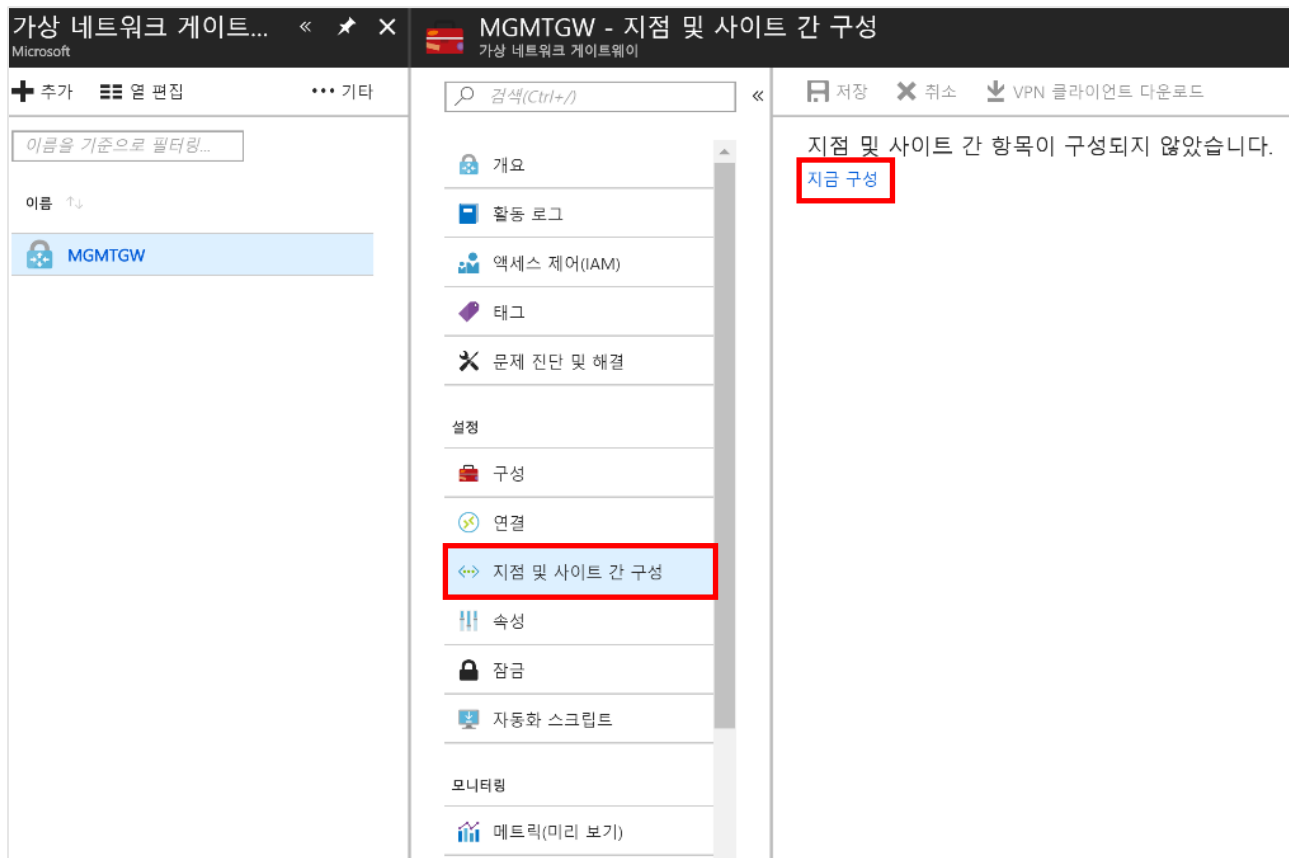 가상 네트워크 게이트...
Microsoft
추가
열 편집
기타
이름을 기준으로 필터링...
이름
MGMTGW
MGMTGW - 지점 및 사이트 간 구성
가상 네트워크 게이트웨이
검색(Ctrl+/)
개요
활동 로그
액세스 제어(IAM)
태그
문제 진단 및 해결
설정
구성
연결
지점 및 사이트 간 구성
속성
잠금
자동화 스크립트
모니터링
메트릭(미리 보기)
저장
취소
VPN 클라이언트 다운로드
지점 및 사이트 간 항목이 구성되지 않았습니다.
지금 구성